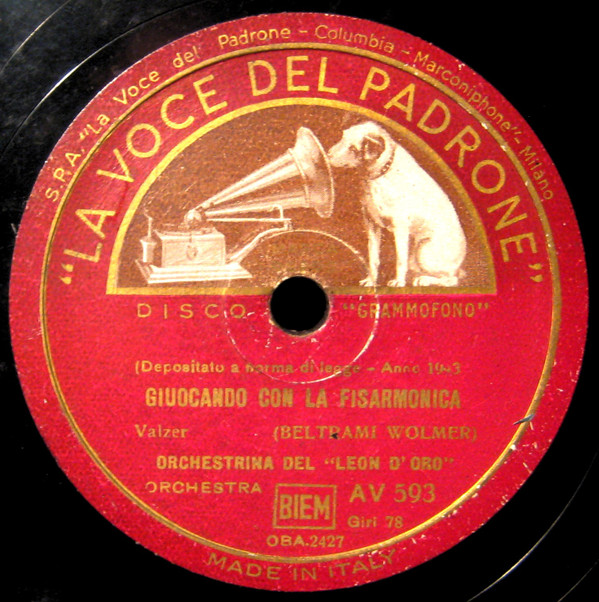 S.P.A. "La Voce del Padrone - Columbia - Marconiphone" - Milano
"LA VOCE DEL PADRONE"
DISCO "GRAMMOFONO"
(Depositato a norma di legge - Anno
GIUOCANDO CON LA FISARMONICA
Valzer (BELTRAMI WOLMER)
ORCHESTRINA DEL "LEON D'ORO"
ORCHESTRA BIEM AV 593
Giri 78
OBA.2427
MADE IN ITALY